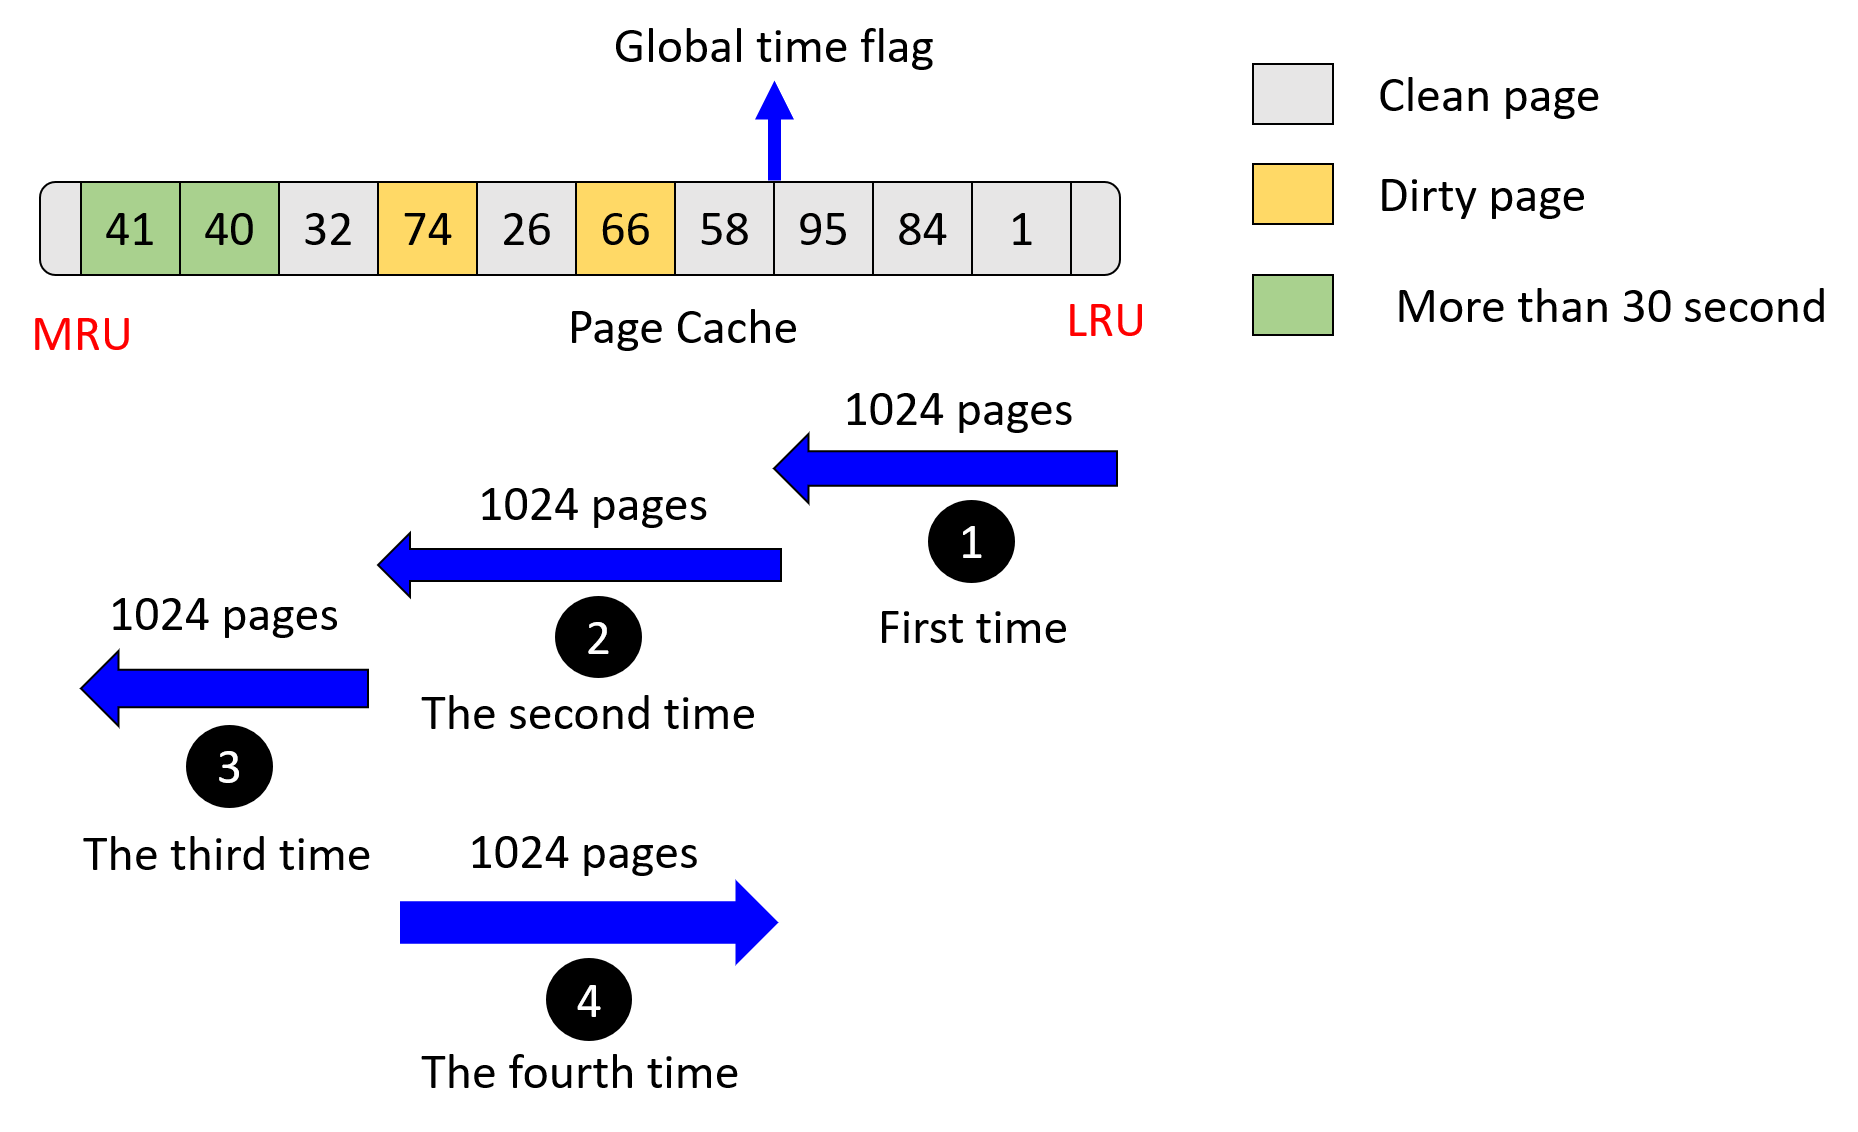 Global time flag
Clean page
Dirty page
More than 30 second
41 40 32 74 26 66 58 95 84 1
MRU
Page Cache
LRU
1024 pages
1
First time
1024 pages
2
The second time
1024 pages
3
The third time
1024 pages
4
The fourth time